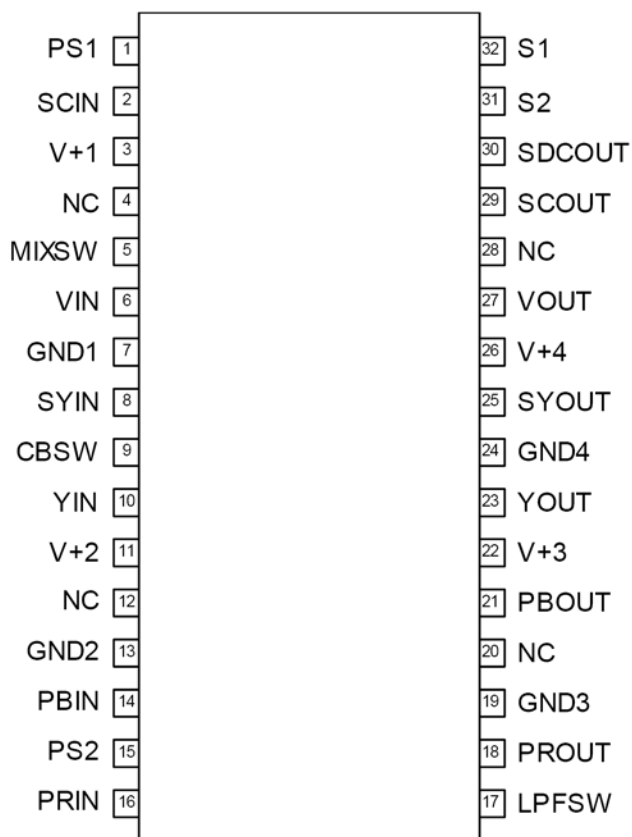 PS1 1 32 S1
SCIN 2 31 S2
V+1 3 30 SDCOUT
NC 4 29 SCOUT
MIXSW 5 28 NC
VIN 6 27 VOUT
GND1 7 26 V+4
SYIN 8 25 SYOUT
CBSW 9 24 GND4
YIN 10 23 YOUT
V+2 11 22 V+3
NC 12 21 PBOUT
GND2 13 20 NC
PBIN 14 19 GND3
PS2 15 18 PROUT
PRIN 16 17 LPFSW